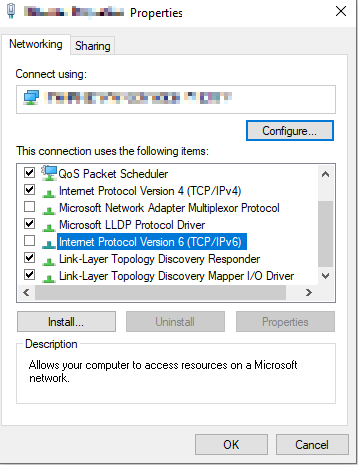 Properties
Networking
Sharing
Connect using:
Configure...
This connection uses the following items:
QoS Packet Scheduler
Internet Protocol Version 4 (TCP/IPv4)
Microsoft Network Adapter Multiplexor Protocol
Microsoft LLDP Protocol Driver
Internet Protocol Version 6 (TCP/IPv6)
Link-Layer Topology Discovery Responder
Link-Layer Topology Discovery Mapper I/O Driver
Install...
Uninstall
Properties
Description
Allows your computer to access resources on a Microsoft
network.
OK
Cancel